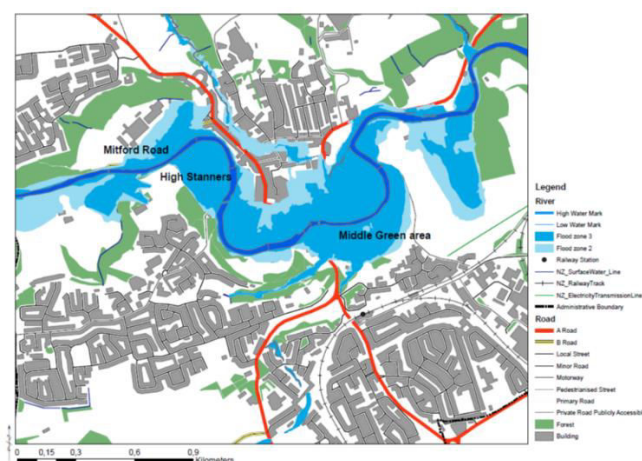 Mitford Road
High Stanners
Middle Green area
Legend
River
High Water Mark
Low Water Mark
Flood zone 3
Flood zone 2
Railway Station
NZ_SurfaceWater_Line
NZ_RailwayTrack
NZ_ElectricityTransmissionLine
Administrative Boundary
Road
A Road
B Road
Local Street
Minor Road
Motorway
Pedestrianised Street
Primary Road
Private Road Publicly Accessibl
Forest
Building
0 0,15 0,3 0,6 0,9
Kilometers